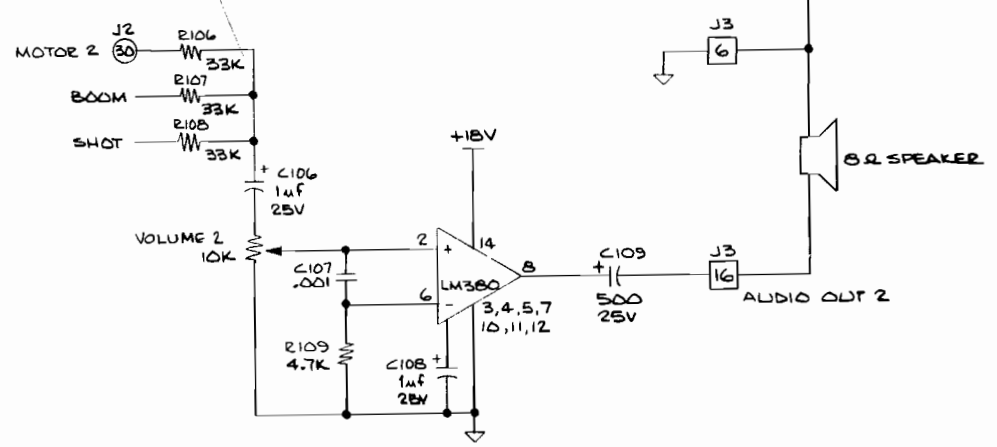 J2
MOTOR 2
30
R106
33K
BOOM
R107
33K
SHOT
R108
33K
+ C106
1uf
25V
VOLUME 2
10K
C107
.001
R109
4.7K
C108 +
1uf
25V
+18V
2
+
14
LM380
8
6
-
3,4,5,7
10,11,12
+ C109
500
25V
J3
16
AUDIO OUT 2
J3
6
8Ω SPEAKER